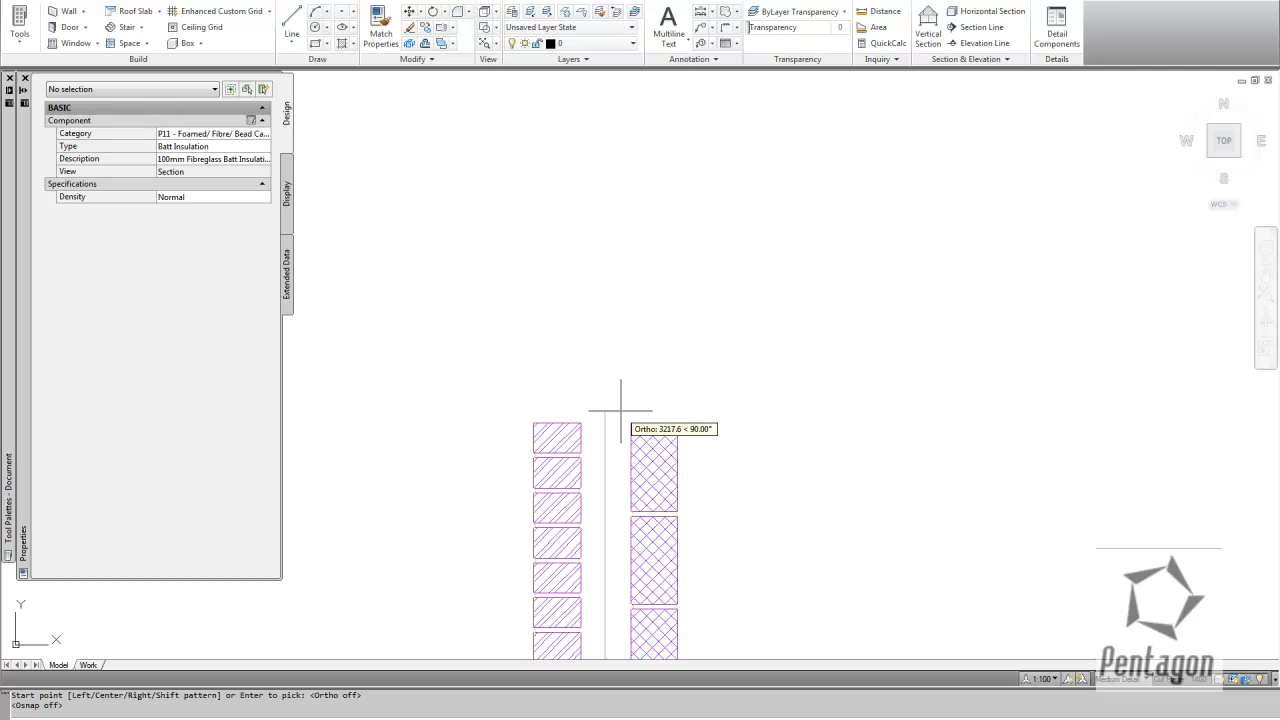 Tools
Wall
Door
Window
Roof Slab
Stair
Space
Enhanced Custom Grid
Ceiling Grid
Box
Build
Line
Draw
Match
Properties
Modify
View
Unsaved Layer State
0
Layers
Multiline
Text
Annotation
ByLayer Transparency
Transparency 0
Transparency
Distance
Area
QuickCalc
Inquiry
Vertical
Section
Horizontal Section
Section Line
Elevation Line
Section & Elevation
Detail
Components
Details
No selection
BASIC
Component
Category P11 - Foamed/ Fibre/ Bead Ca...
Type Batt Insulation
Description 100mm Fibreglass Batt Insulati...
View Section
Specifications
Density Normal
Design
Display
Extended Data
Tool Palettes - Document
Properties
N
W TOP E
S
WCS
Ortho: 3217.6 < 90.00°
Y
X
Pentagon
Model Work
1:100
Medium Detail
Start point [Left/Center/Right/Shift pattern] or Enter to pick: <Ortho off>
<Osnap off>